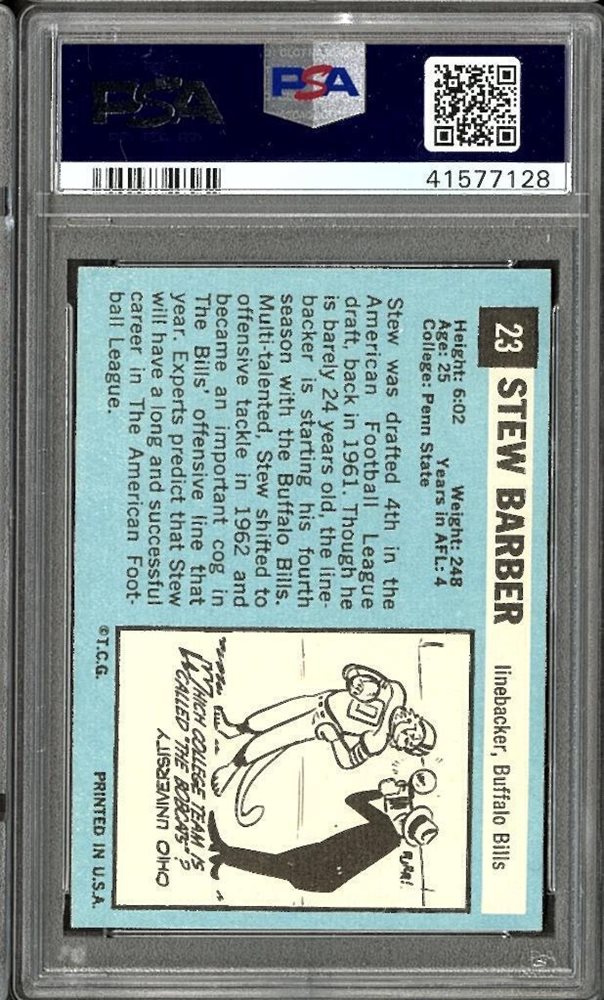 PSA
PSA
41577128
23 STEW BARBER linebacker, Buffalo Bills
Height: 6:02 Weight: 248
Age: 25 Years in AFL: 4
College: Penn State
Stew was drafted 4th in the
American Football League
draft, back in 1961. Though he
is barely 24 years old, the line-
backer is starting his fourth
season with the Buffalo Bills.
Multi-talented, Stew shifted to
offensive tackle in 1962 and
became an important cog in
The Bills' offensive line that
year. Experts predict that Stew
will have a long and successful
career in The American Foot-
ball League.
WHICH COLLEGE TEAM IS
CALLED THE BOBCATS?
OHIO UNIVERSITY
©T.C.G. PRINTED IN U.S.A.